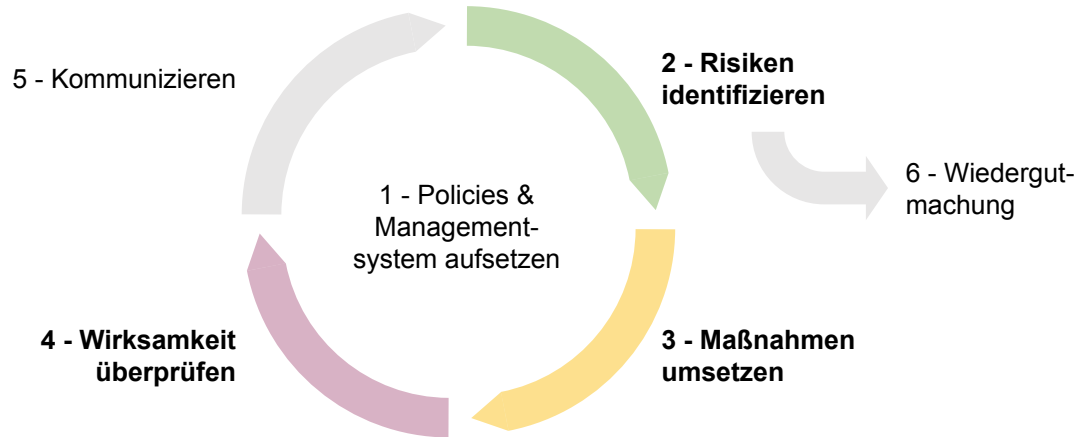 5 - Kommunizieren
2 - Risiken
identifizieren
1 - Policies &
Management-
system aufsetzen
6 - Wiedergut-
machung
4 - Wirksamkeit
überprüfen
3 - Maßnahmen
umsetzen